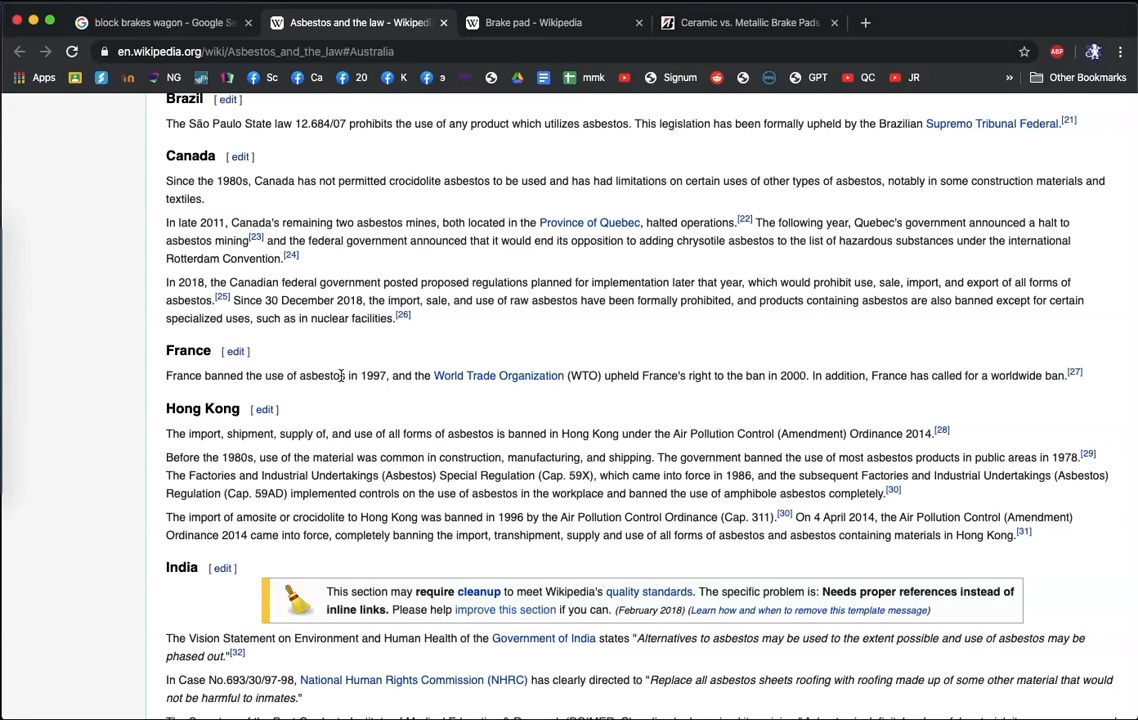 block brakes wagon - Google Se
Asbestos and the law - Wikiped
Brake pad - Wikipedia
Ceramic vs. Metallic Brake Pads
en.wikipedia.org/wiki/Asbestos_and_the_law#Australia
ABP
Apps
in
NG
Sc
Ca
20
K
э
mmk
Signum
GPT
QC
JR
»
Other Bookmarks
Brazil [ edit ]
The São Paulo State law 12.684/07 prohibits the use of any product which utilizes asbestos. This legislation has been formally upheld by the Brazilian Supremo Tribunal Federal.[21]
Canada [ edit ]
Since the 1980s, Canada has not permitted crocidolite asbestos to be used and has had limitations on certain uses of other types of asbestos, notably in some construction materials and
textiles.
In late 2011, Canada's remaining two asbestos mines, both located in the Province of Quebec, halted operations.[22] The following year, Quebec's government announced a halt to
asbestos mining[23] and the federal government announced that it would end its opposition to adding chrysotile asbestos to the list of hazardous substances under the international
Rotterdam Convention.[24]
In 2018, the Canadian federal government posted proposed regulations planned for implementation later that year, which would prohibit use, sale, import, and export of all forms of
asbestos.[25] Since 30 December 2018, the import, sale, and use of raw asbestos have been formally prohibited, and products containing asbestos are also banned except for certain
specialized uses, such as in nuclear facilities.[26]
France [ edit ]
France banned the use of asbestos in 1997, and the World Trade Organization (WTO) upheld France's right to the ban in 2000. In addition, France has called for a worldwide ban.[27]
Hong Kong [ edit ]
The import, shipment, supply of, and use of all forms of asbestos is banned in Hong Kong under the Air Pollution Control (Amendment) Ordinance 2014.[28]
Before the 1980s, use of the material was common in construction, manufacturing, and shipping. The government banned the use of most asbestos products in public areas in 1978.[29]
The Factories and Industrial Undertakings (Asbestos) Special Regulation (Cap. 59X), which came into force in 1986, and the subsequent Factories and Industrial Undertakings (Asbestos)
Regulation (Cap. 59AD) implemented controls on the use of asbestos in the workplace and banned the use of amphibole asbestos completely.[30]
The import of amosite or crocidolite to Hong Kong was banned in 1996 by the Air Pollution Control Ordinance (Cap. 311).[30] On 4 April 2014, the Air Pollution Control (Amendment)
Ordinance 2014 came into force, completely banning the import, transhipment, supply and use of all forms of asbestos and asbestos containing materials in Hong Kong.[31]
India [ edit ]
This section may require cleanup to meet Wikipedia's quality standards. The specific problem is: Needs proper references instead of
inline links. Please help improve this section if you can. (February 2018) (Learn how and when to remove this template message)
The Vision Statement on Environment and Human Health of the Government of India states "Alternatives to asbestos may be used to the extent possible and use of asbestos may be
phased out."[32]
In Case No.693/30/97-98, National Human Rights Commission (NHRC) has clearly directed to "Replace all asbestos sheets roofing with roofing made up of some other material that would
not be harmful to inmates."